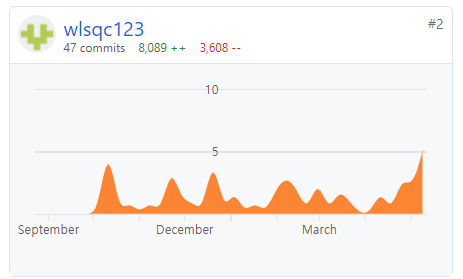 wlsqc123
#2
47 commits 8,089 ++ 3,608 --
10
5
September December March